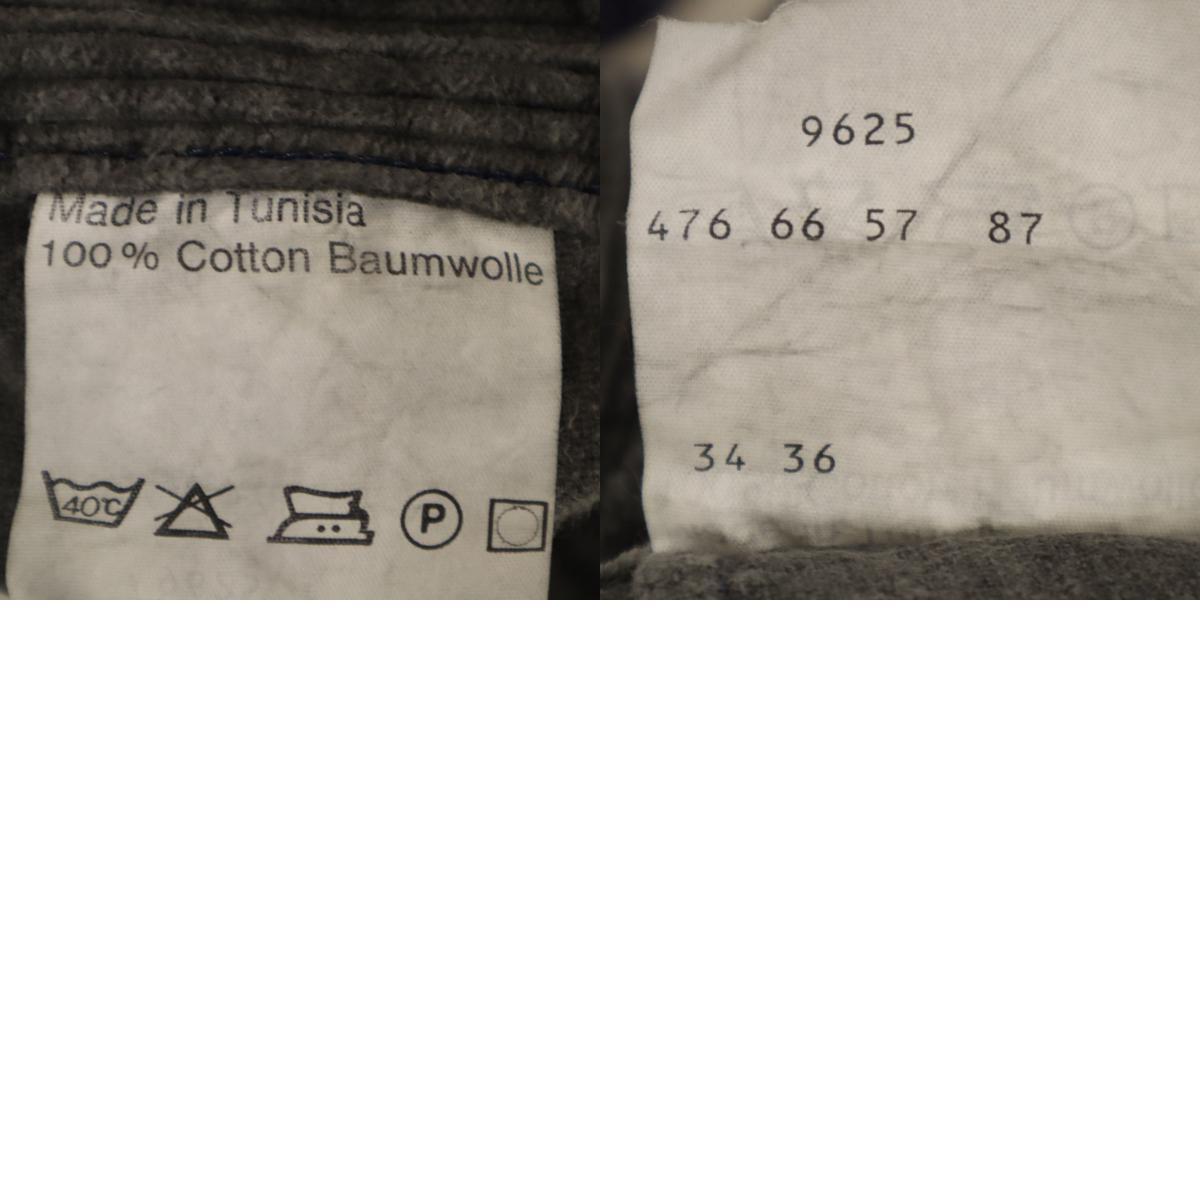 Made in Tunisia
100% Cotton Baumwolle
40°C
P
9625
476 66 57 87
34 36